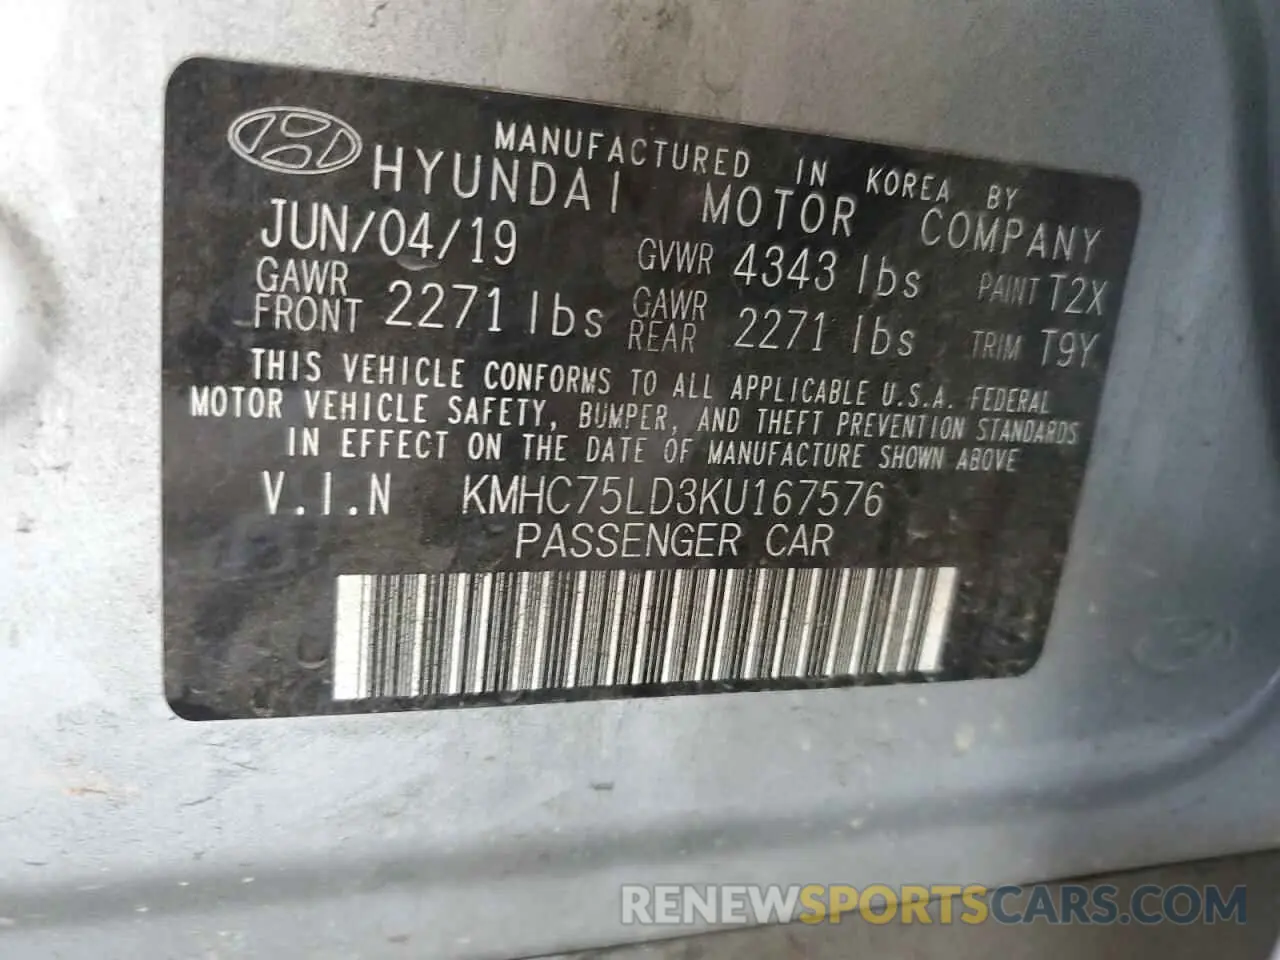 MANUFACTURED IN KOREA BY
HYUNDAI MOTOR COMPANY
JUN/04/19 GVWR 4343 lbs PAINT T2X
GAWR FRONT 2271 lbs GAWR REAR 2271 lbs TRIM T9Y
THIS VEHICLE CONFORMS TO ALL APPLICABLE U.S.A. FEDERAL
MOTOR VEHICLE SAFETY, BUMPER, AND THEFT PREVENTION STANDARDS
IN EFFECT ON THE DATE OF MANUFACTURE SHOWN ABOVE
V.I.N KMHC75LD3KU167576
PASSENGER CAR
RENEWSPORTSCARS.COM